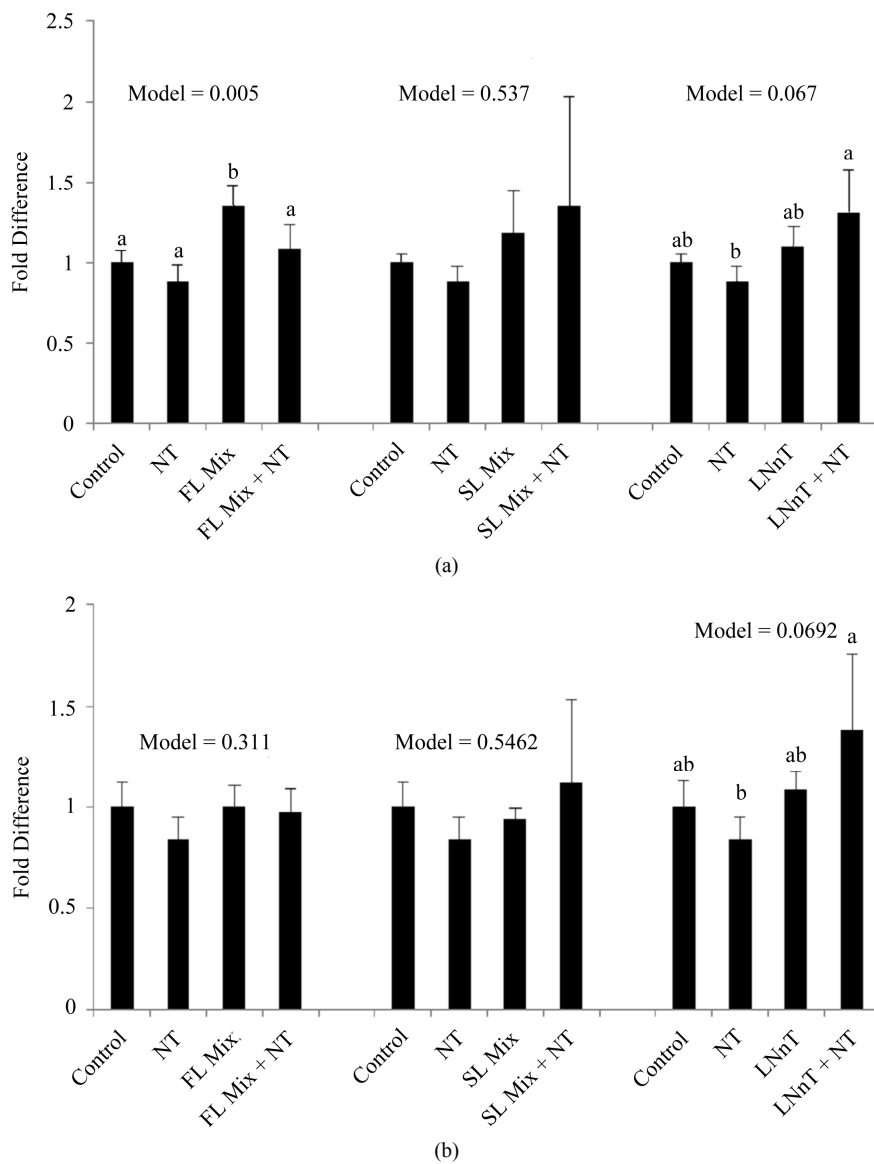 2.5
2
1.5
1
0.5
0
Fold Difference
Model = 0.005
Model = 0.537
Model = 0.067
a
a
b
a
ab
b
ab
a
Control
NT
FL Mix
FL Mix + NT
Control
NT
SL Mix
SL Mix + NT
Control
NT
LNnT
LNnT + NT
(a)
2
1.5
1
0.5
0
Fold Difference
Model = 0.311
Model = 0.5462
Model = 0.0692
ab
b
ab
a
Control
NT
FL Mix
FL Mix + NT
Control
NT
SL Mix
SL Mix + NT
Control
NT
LNnT
LNnT + NT
(b)